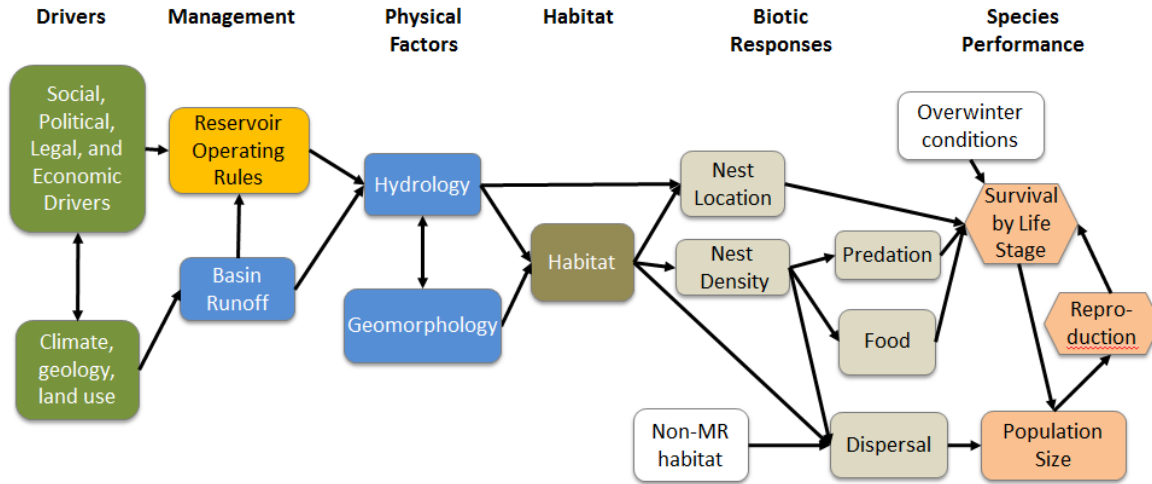 Drivers
Management
Physical
Factors
Habitat
Biotic
Responses
Species
Performance
Social,
Political,
Legal, and
Economic
Drivers
Climate,
geology,
land use
Reservoir
Operating
Rules
Basin
Runoff
Hydrology
Geomorphology
Habitat
Nest
Location
Nest
Density
Predation
Food
Non-MR
habitat
Dispersal
Overwinter
conditions
Survival
by Life
Stage
Repro-
duction
Population
Size